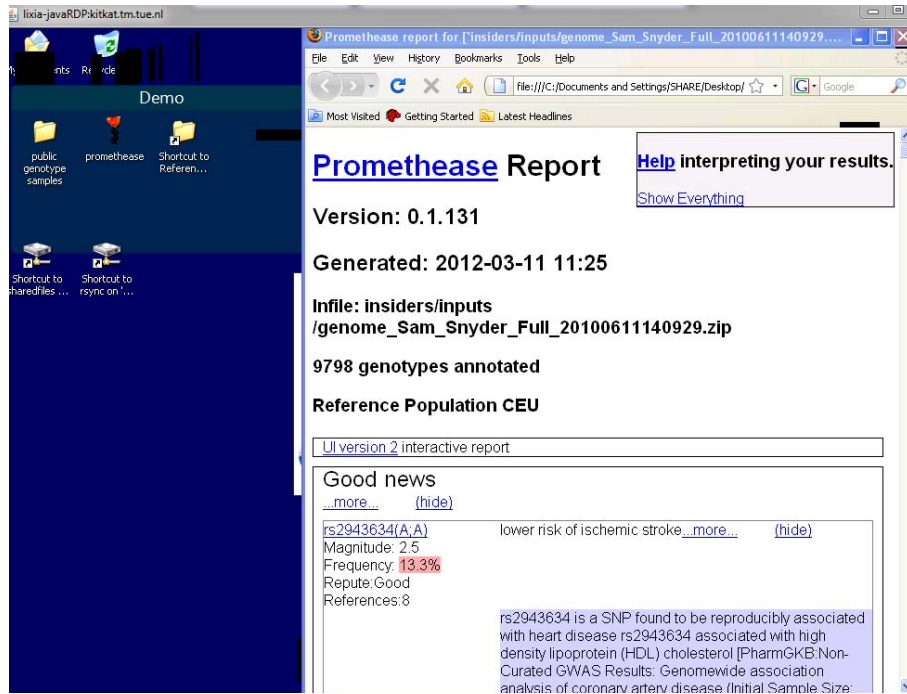 lixia-javaRDP:kitkat.tm.tue.nl
Demo
public
genotype
samples
promethease
Shortcut to
Referen...
Shortcut to
sharedfiles ...
Shortcut to
rsync on '...
Promethease report for ['insiders/inputs/genome_Sam_Snyder_Full_20100611140929....
File Edit View History Bookmarks Tools Help
file:///C:/Documents and Settings/SHARE/Desktop/
Google
Most Visited Getting Started Latest Headlines
Promethease Report
Help interpreting your results.
Show Everything
Version: 0.1.131
Generated: 2012-03-11 11:25
Infile: insiders/inputs
/genome_Sam_Snyder_Full_20100611140929.zip
9798 genotypes annotated
Reference Population CEU
UI version 2 interactive report
Good news
...more... (hide)
rs2943634(A;A) lower risk of ischemic stroke...more... (hide)
Magnitude: 2.5
Frequency: 13.3%
Repute:Good
References:8
rs2943634 is a SNP found to be reproducibly associated
with heart disease rs2943634 associated with high
density lipoprotein (HDL) cholesterol [PharmGKB:Non-
Curated GWAS Results: Genomewide association
analysis of coronary artery disease (Initial Sample Size: